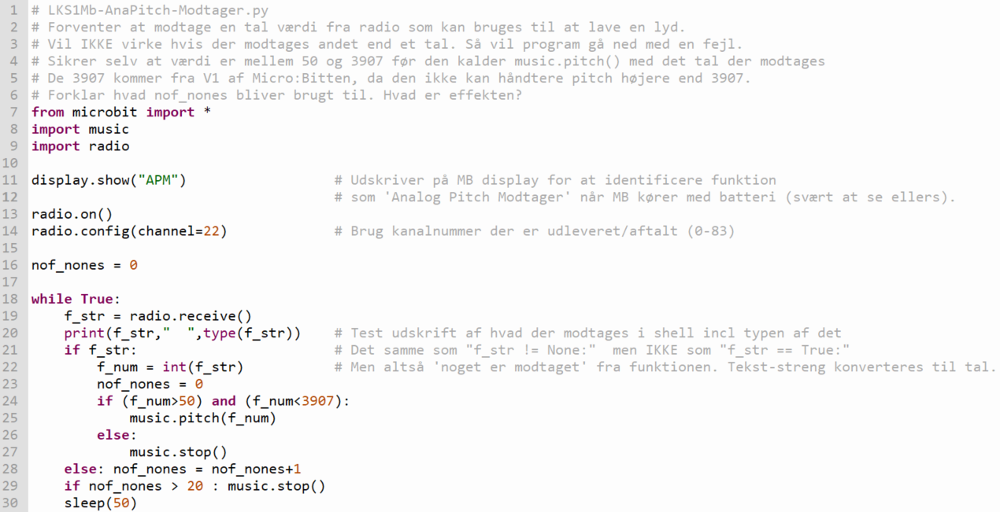 1 # LKS1Mb-AnaPitch-Modtager.py
2 # Forventer at modtage en tal værdi fra radio som kan bruges til at lave en lyd.
3 # Vil IKKE virke hvis der modtages andet end et tal. Så vil program gå ned med en fejl.
4 # Sikrer selv at værdi er mellem 50 og 3907 før den kalder music.pitch() med det tal der modtages
5 # De 3907 kommer fra V1 af Micro:Bitten, da den ikke kan håndtere pitch højere end 3907.
6 # Forklar hvad nof_nones bliver brugt til. Hvad er effekten?
7 from microbit import *
8 import music
9 import radio
10
11 display.show("APM")                  # Udskriver på MB display for at identificere funktion
12                                      # som 'Analog Pitch Modtager' når MB kører med batteri (svært at se ellers).
13 radio.on()
14 radio.config(channel=22)             # Brug kanalnummer der er udleveret/aftalt (0-83)
15
16 nof_nones = 0
17
18 while True:
19     f_str = radio.receive()
20     print(f_str,"  ",type(f_str))    # Test udskrift af hvad der modtages i shell incl typen af det
21     if f_str:                        # Det samme som "f_str != None:"  men IKKE som "f_str == True:"
22         f_num = int(f_str)           # Men altså 'noget er modtaget' fra funktionen. Tekst-streng konverteres til tal.
23         nof_nones = 0
24         if (f_num>50) and (f_num<3907):
25             music.pitch(f_num)
26         else:
27             music.stop()
28     else: nof_nones = nof_nones+1
29     if nof_nones > 20 : music.stop()
30     sleep(50)